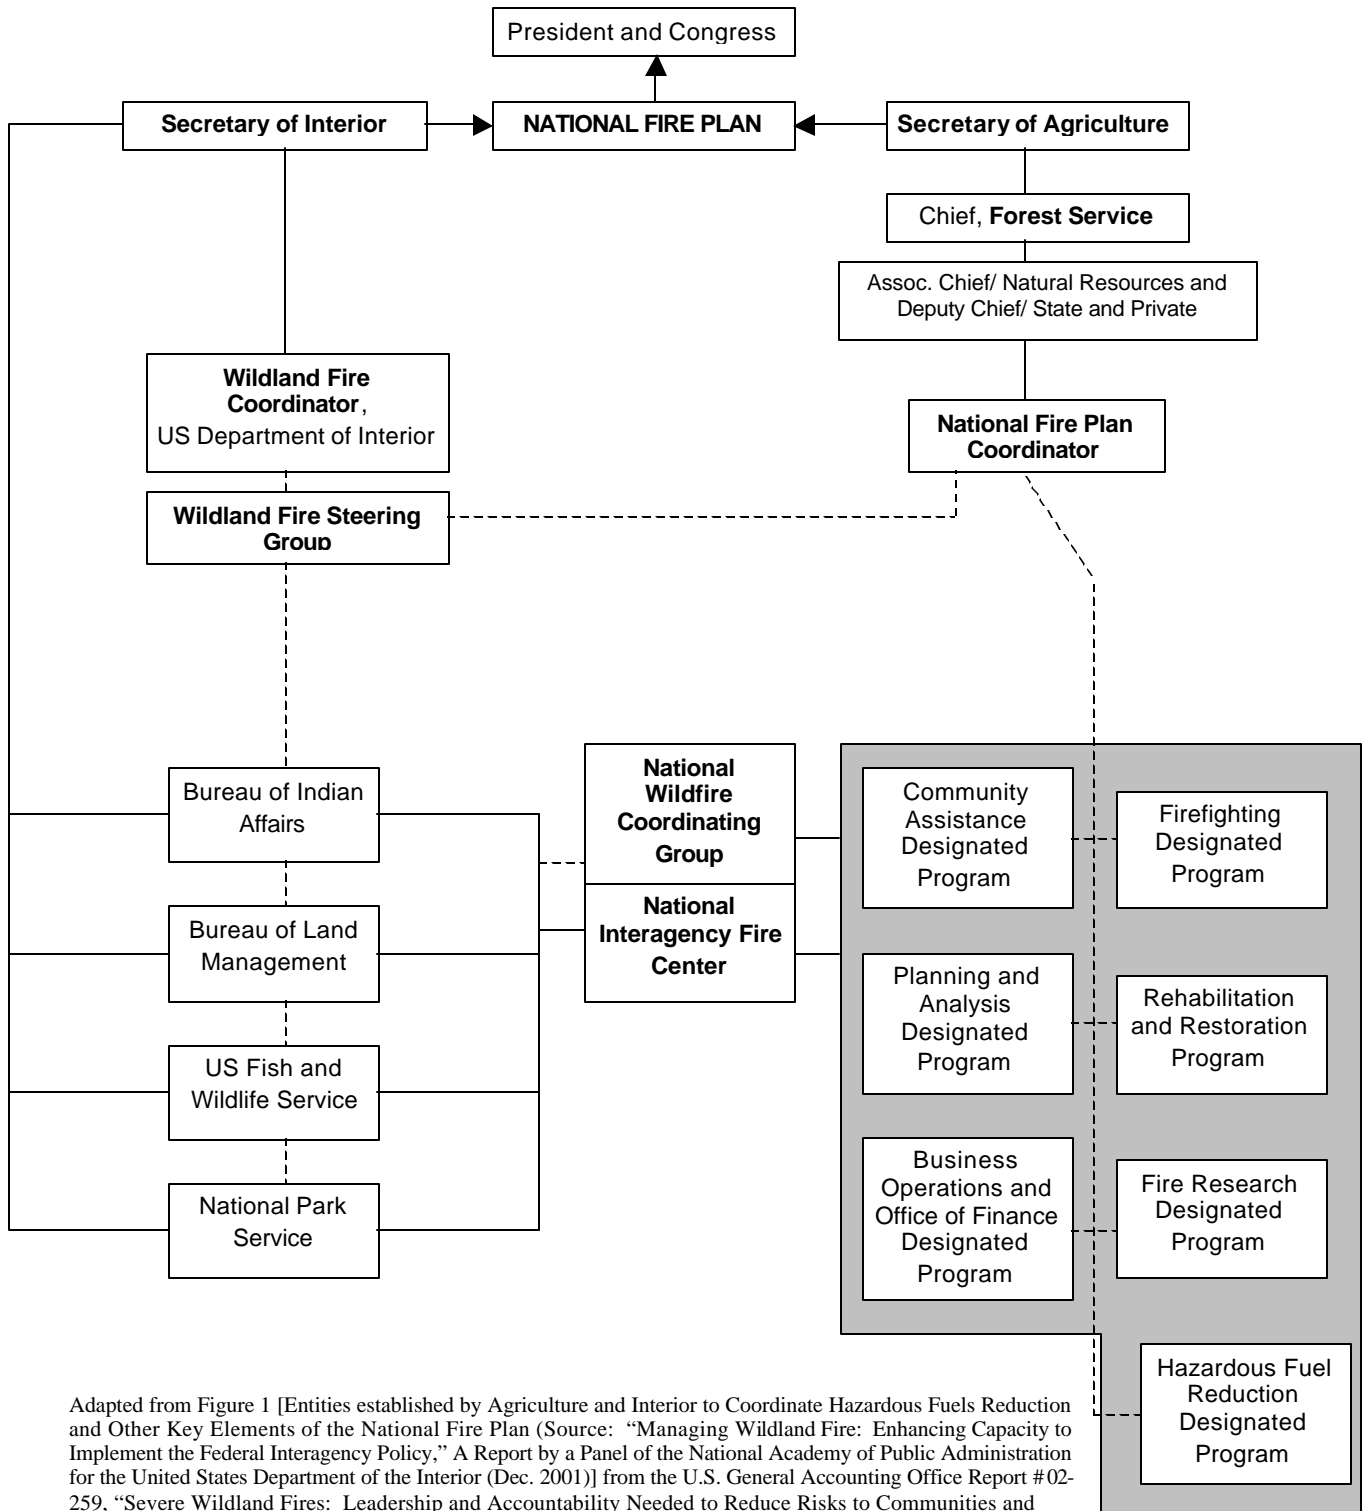 President and Congress
Secretary of Interior
NATIONAL FIRE PLAN
Secretary of Agriculture
Chief, Forest Service
Assoc. Chief/ Natural Resources and
Deputy Chief/ State and Private
Wildland Fire
Coordinator,
US Department of Interior
National Fire Plan
Coordinator
Wildland Fire Steering
Group
Bureau of Indian
Affairs
Bureau of Land
Management
US Fish and
Wildlife Service
National Park
Service
National
Wildfire
Coordinating
Group
National
Interagency Fire
Center
Community
Assistance
Designated
Program
Firefighting
Designated
Program
Planning and
Analysis
Designated
Program
Rehabilitation
and Restoration
Program
Business
Operations and
Office of Finance
Designated
Program
Fire Research
Designated
Program
Hazardous Fuel
Reduction
Designated
Program
Adapted from Figure 1 [Entities established by Agriculture and Interior to Coordinate Hazardous Fuels Reduction
and Other Key Elements of the National Fire Plan (Source: “Managing Wildland Fire: Enhancing Capacity to
Implement the Federal Interagency Policy,” A Report by a Panel of the National Academy of Public Administration
for the United States Department of the Interior (Dec. 2001)] from the U.S. General Accounting Office Report #02-
259, “Severe Wildland Fires: Leadership and Accountability Needed to Reduce Risks to Communities and